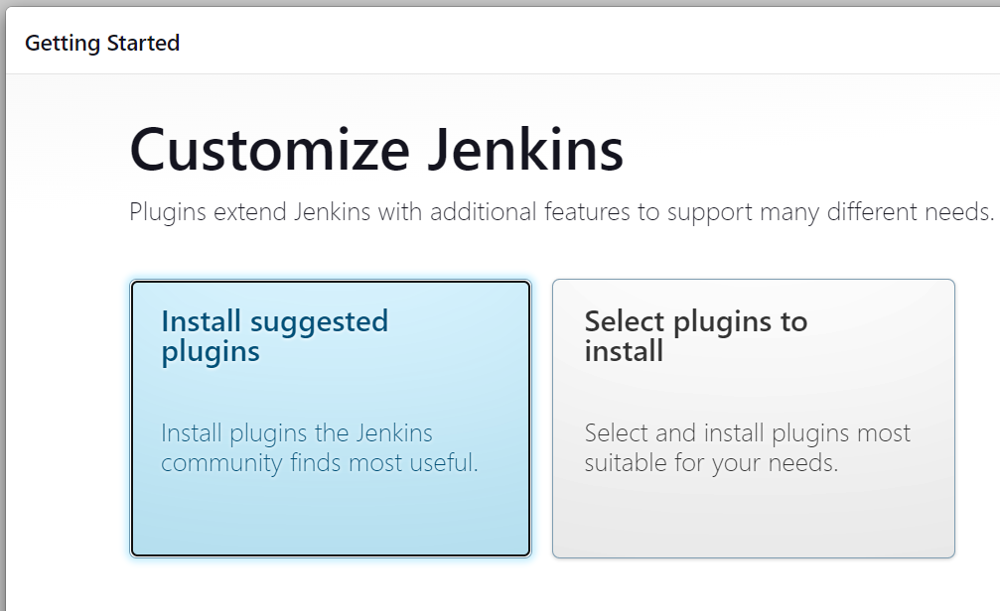 Getting Started
Customize Jenkins
Plugins extend Jenkins with additional features to support many different needs.
Install suggested
plugins
Install plugins the Jenkins
community finds most useful.
Select plugins to
install
Select and install plugins most
suitable for your needs.